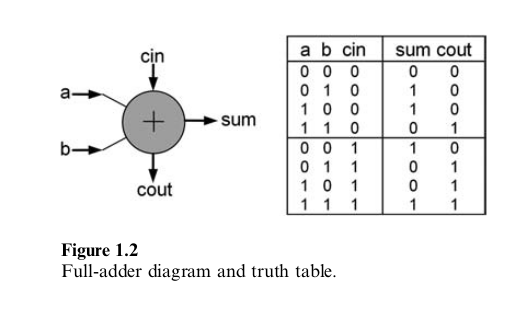 cin
a
b
+
sum
cout
a b cin sum cout
0 0 0 0 0
0 1 0 1 0
1 0 0 1 0
1 1 0 0 1
0 0 1 1 0
0 1 1 0 1
1 0 1 0 1
1 1 1 1 1
Figure 1.2
Full-adder diagram and truth table.